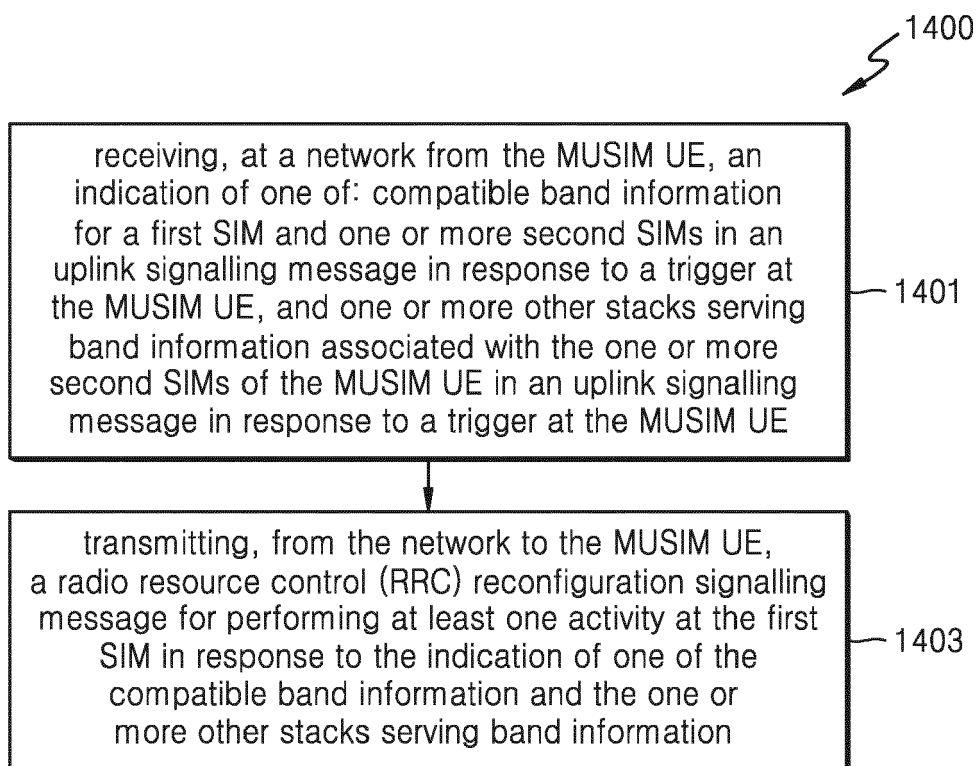 1400
receiving, at a network from the MUSIM UE, an
indication of one of: compatible band information
for a first SIM and one or more second SIMs in an
uplink signalling message in response to a trigger at
the MUSIM UE, and one or more other stacks serving
band information associated with the one or more
second SIMs of the MUSIM UE in an uplink signalling
message in response to a trigger at the MUSIM UE
1401
transmitting, from the network to the MUSIM UE,
a radio resource control (RRC) reconfiguration signalling
message for performing at least one activity at the first
SIM in response to the indication of one of the
compatible band information and the one or
more other stacks serving band information
1403